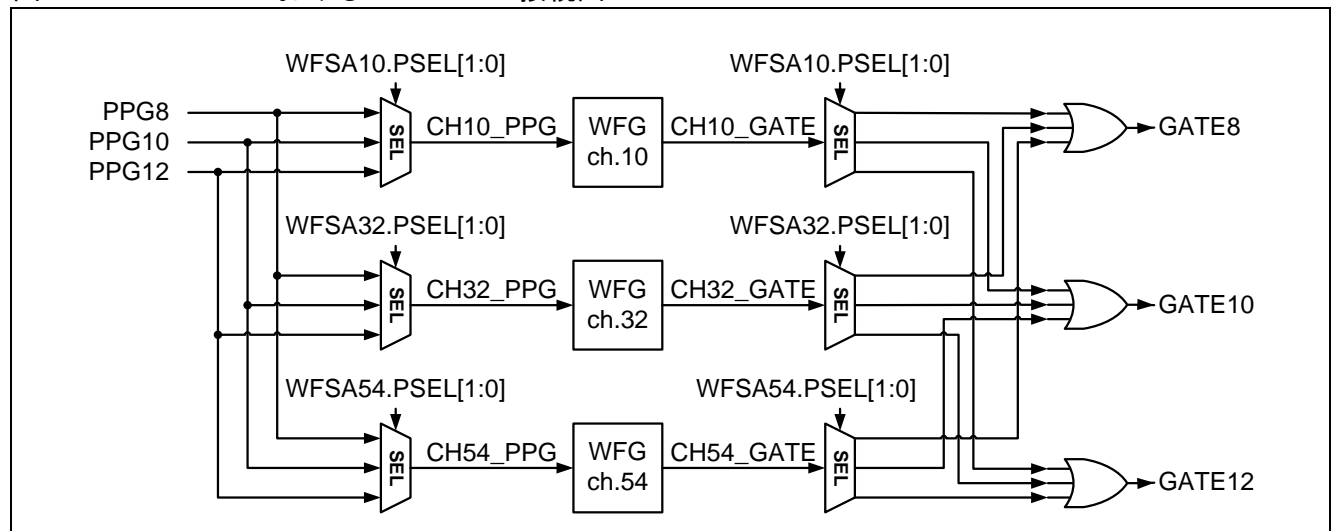 WFSA10.PSEL[1:0] WFSA10.PSEL[1:0]
PPG8
PPG10
PPG12
SEL
CH10_PPG
WFG
ch.10
CH10_GATE
SEL
GATE8
WFSA32.PSEL[1:0] WFSA32.PSEL[1:0]
SEL
CH32_PPG
WFG
ch.32
CH32_GATE
SEL
GATE10
WFSA54.PSEL[1:0] WFSA54.PSEL[1:0]
SEL
CH54_PPG
WFG
ch.54
CH54_GATE
SEL
GATE12